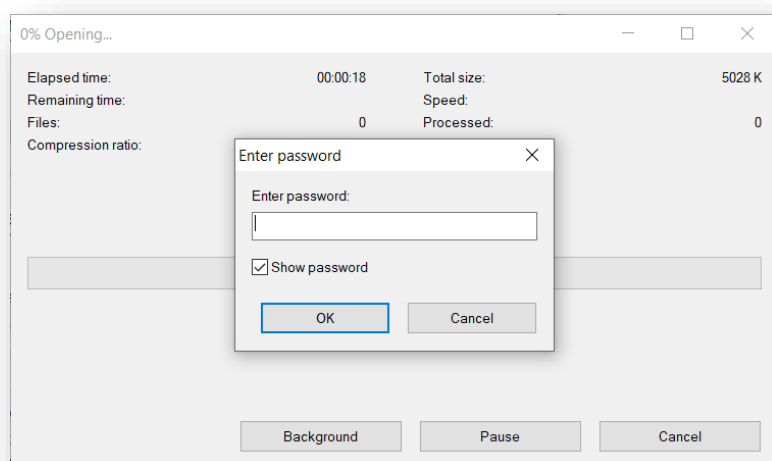 0% Opening...
Elapsed time: 00:00:18 Total size: 5028 K
Remaining time: Speed:
Files: 0 Processed: 0
Compression ratio:
Enter password
Enter password:
Show password
OK Cancel
Background Pause Cancel